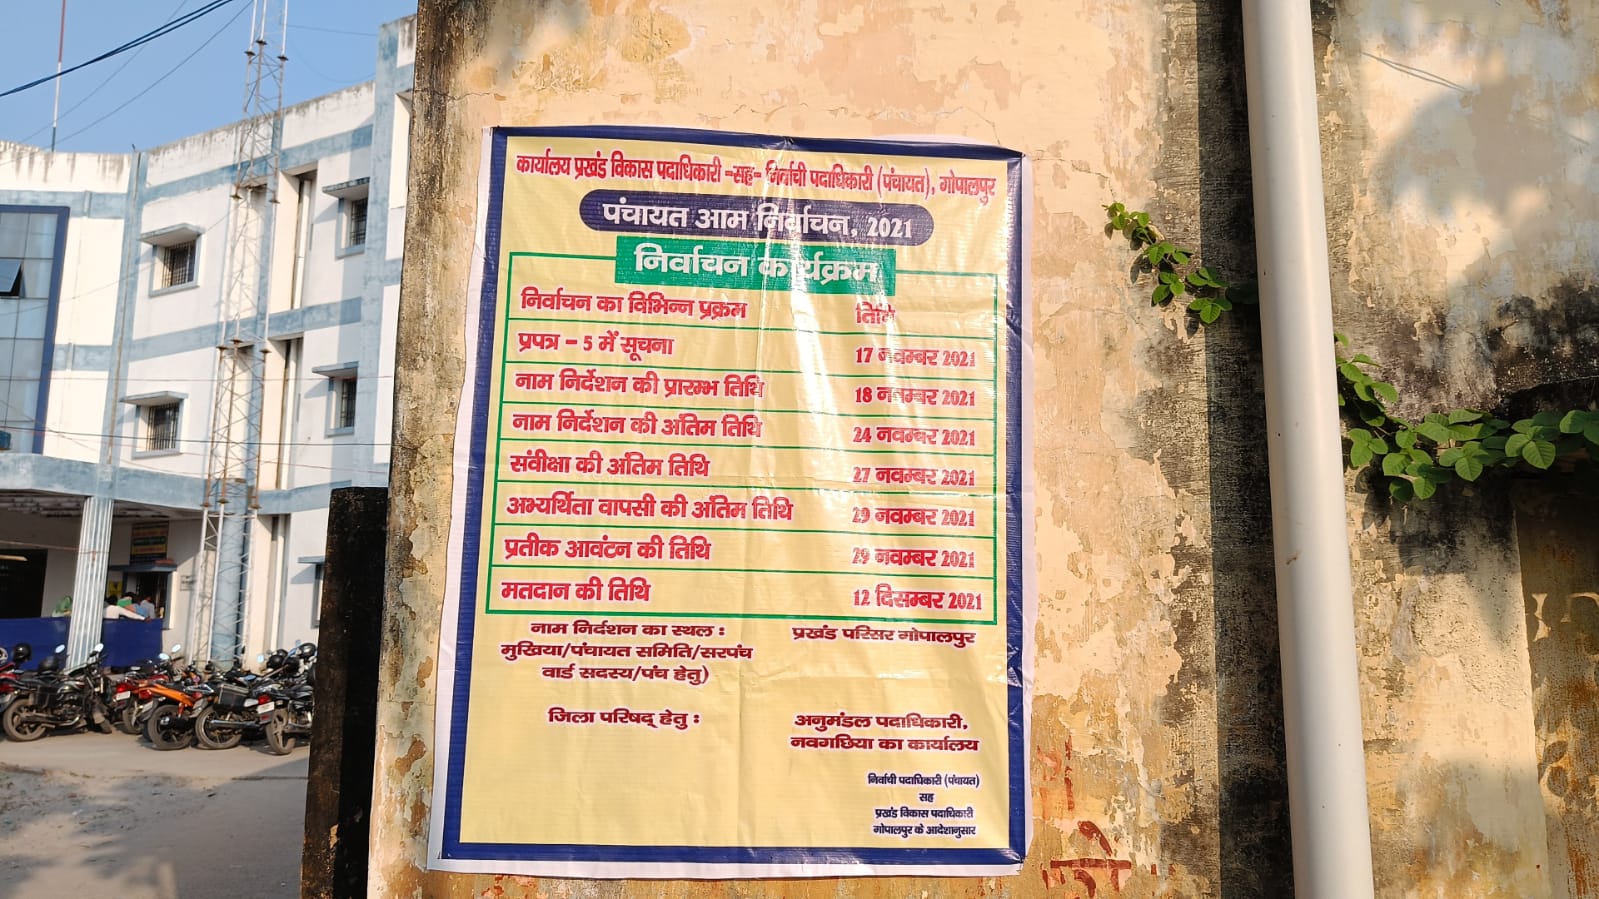 कार्यालय प्रखंड विकास पदाधिकारी -सह- निर्वाची पदाधिकारी (पंचायत), गोपालपुर
पंचायत आम निर्वाचन, 2021
निर्वाचन कार्यक्रम
निर्वाचन का विभिन्न प्रक्रम तिथि
प्रपत्र - 5 में सूचना 17 नवम्बर 2021
नाम निर्देशन की प्रारम्भ तिथि 18 नवम्बर 2021
नाम निर्देशन की अंतिम तिथि 24 नवम्बर 2021
संवीक्षा की अंतिम तिथि 27 नवम्बर 2021
अभ्यर्थिता वापसी की अंतिम तिथि 29 नवम्बर 2021
प्रतीक आवंटन की तिथि 29 नवम्बर 2021
मतदान की तिथि 12 दिसम्बर 2021
नाम निर्दशन का स्थल : प्रखंड परिसर गोपालपुर
मुखिया/पंचायत समिति/सरपंच
वार्ड सदस्य/पंच हेतु)
जिला परिषद् हेतु : अनुमंडल पदाधिकारी,
नवगछिया का कार्यालय
निर्वाची पदाधिकारी (पंचायत)
सह
प्रखंड विकास पदाधिकारी
गोपालपुर के आदेशानुसार